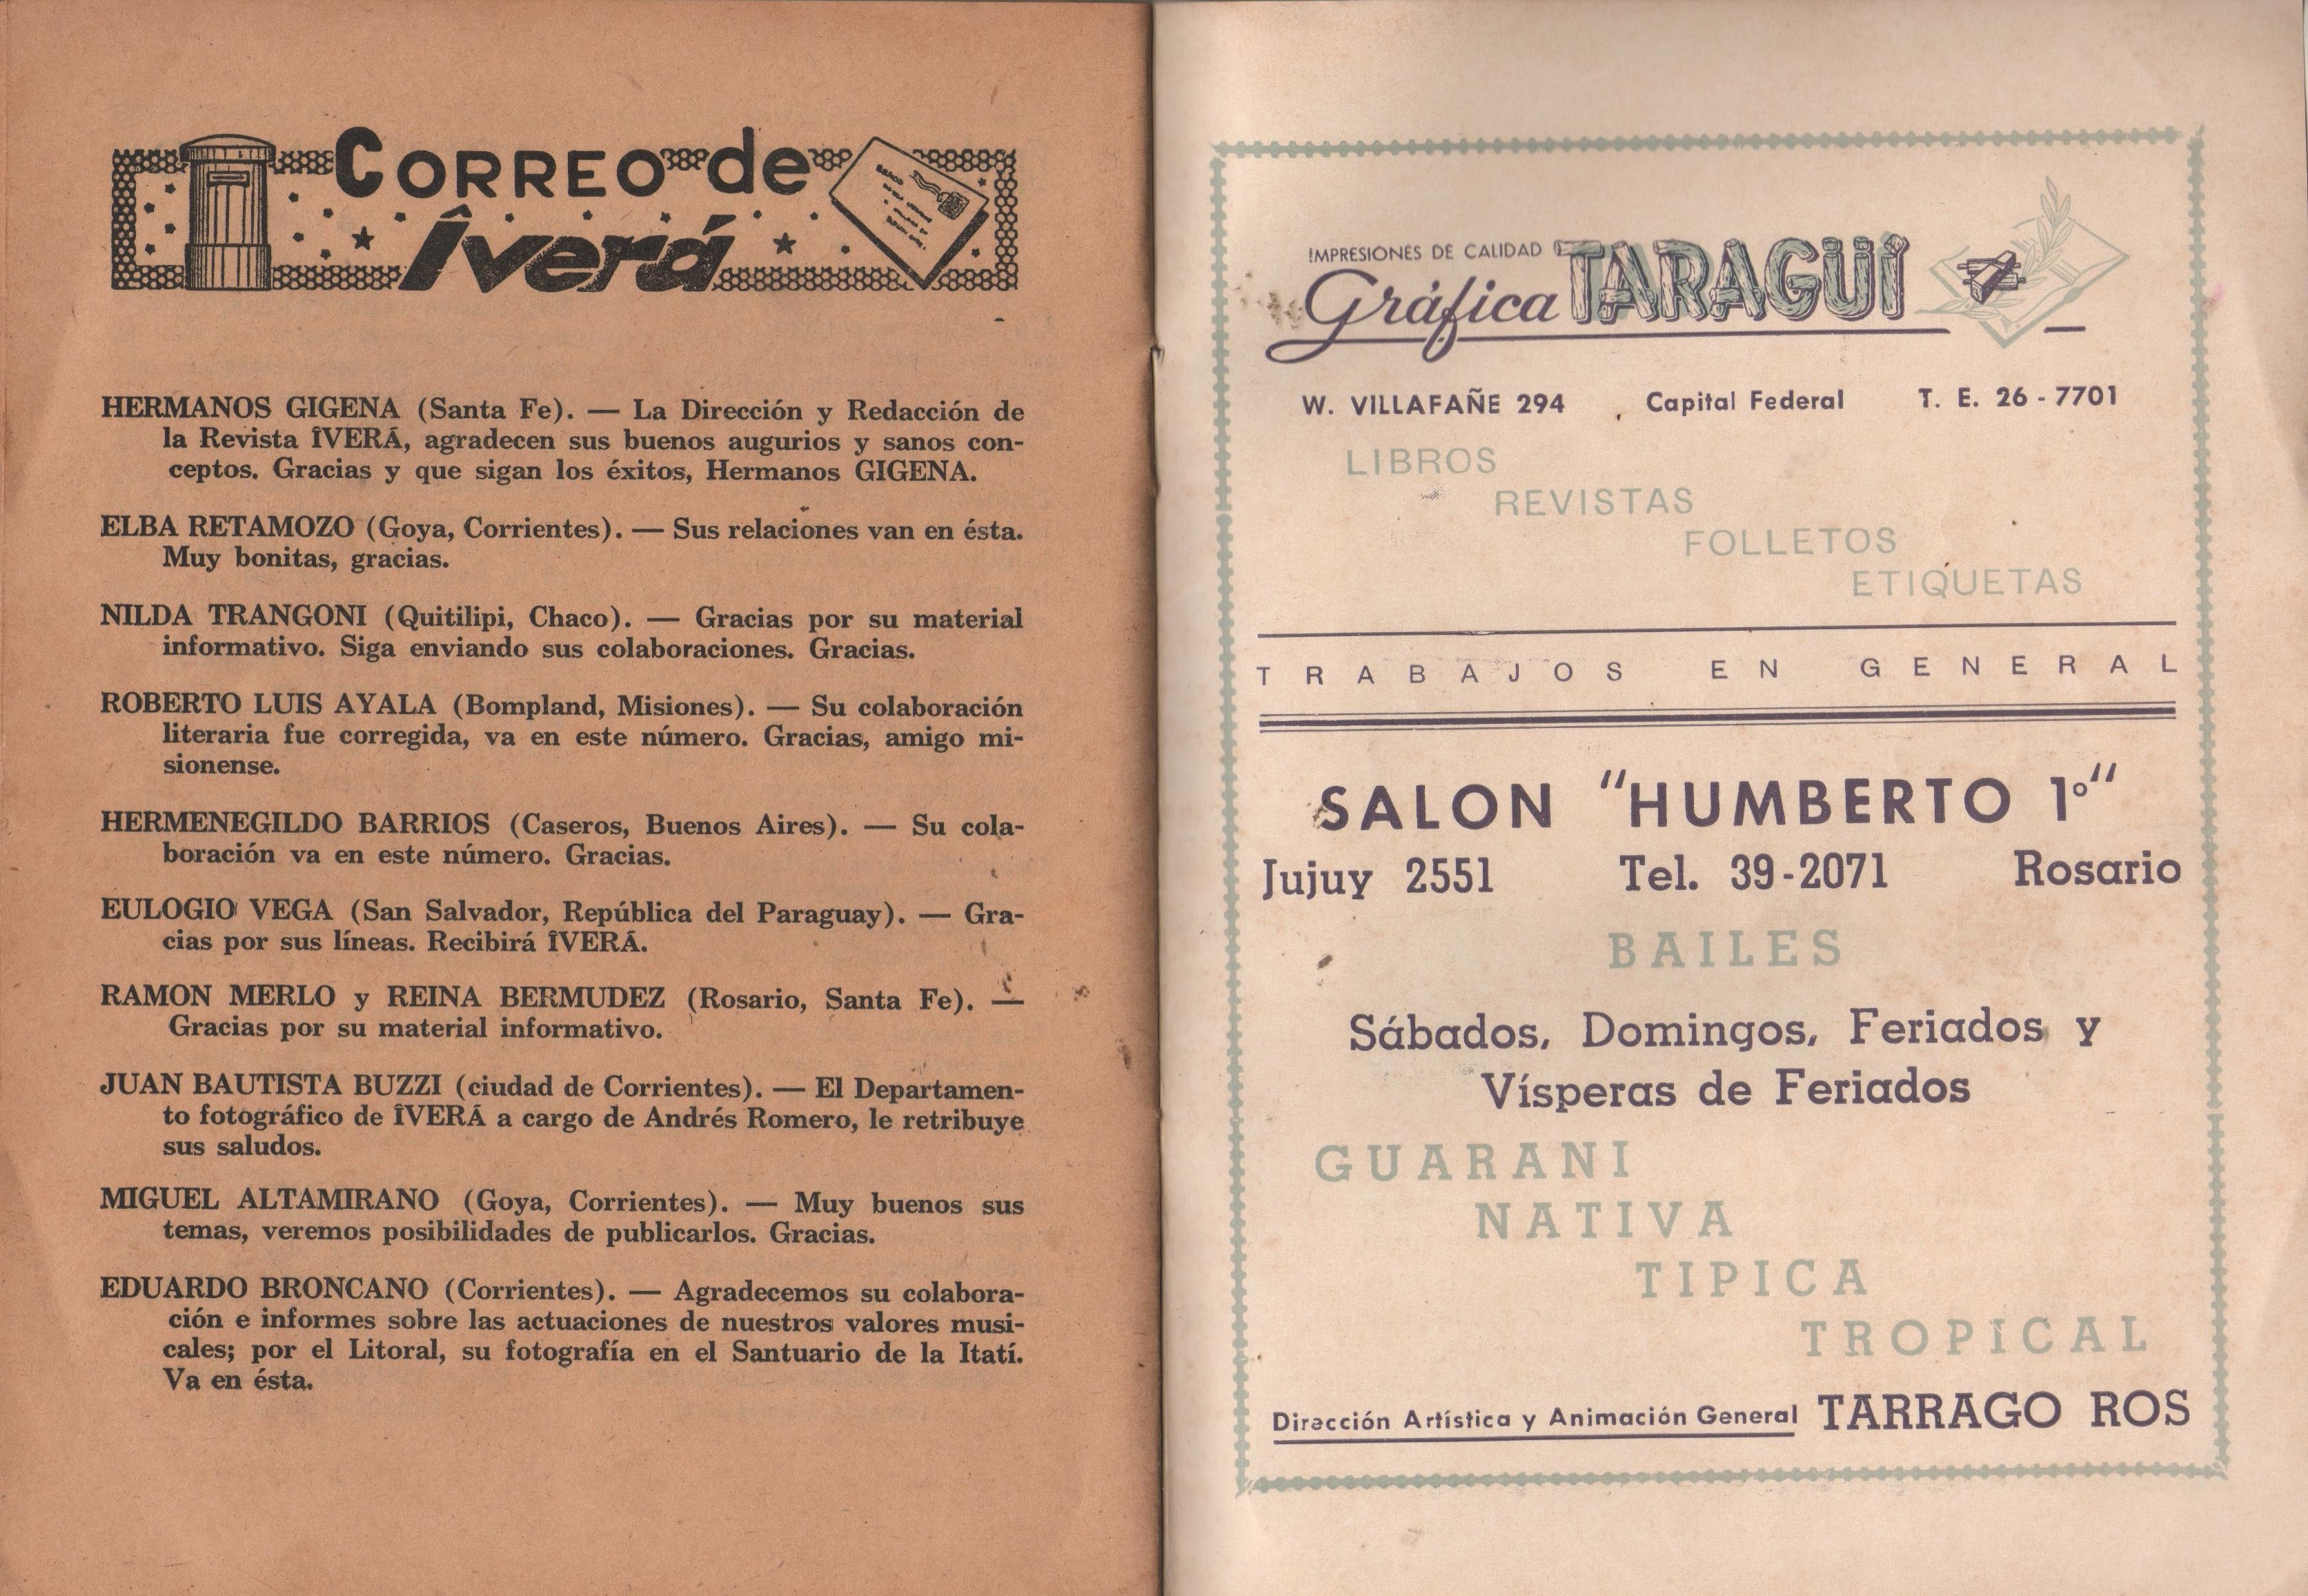 CORREO de
Îverá
HERMANOS GIGENA (Santa Fe). — La Dirección y Redacción de
la Revista ÎVERÁ, agradecen sus buenos augurios y sanos con-
ceptos. Gracias y que sigan los éxitos, Hermanos GIGENA.
ELBA RETAMOZO (Goya, Corrientes). — Sus relaciones van en ésta.
Muy bonitas, gracias.
NILDA TRANGONI (Quitilipi, Chaco). — Gracias por su material
informativo. Siga enviando sus colaboraciones. Gracias.
ROBERTO LUIS AYALA (Bompland, Misiones). — Su colaboración
literaria fue corregida, va en este número. Gracias, amigo mi-
sionense.
HERMENEGILDO BARRIOS (Caseros, Buenos Aires). — Su cola-
boración va en este número. Gracias.
EULOGIO VEGA (San Salvador, República del Paraguay). — Gra-
cias por sus líneas. Recibirá ÎVERÁ.
RAMON MERLO y REINA BERMUDEZ (Rosario, Santa Fe). —
Gracias por su material informativo.
JUAN BAUTISTA BUZZI (ciudad de Corrientes). — El Departamen-
to fotográfico de ÎVERÁ a cargo de Andrés Romero, le retribuye
sus saludos.
MIGUEL ALTAMIRANO (Goya, Corrientes). — Muy buenos sus
temas, veremos posibilidades de publicarlos. Gracias.
EDUARDO BRONCANO (Corrientes). — Agradecemos su colabora-
ción e informes sobre las actuaciones de nuestros valores musi-
cales; por el Litoral, su fotografía en el Santuario de la Itatí.
Va en ésta.
IMPRESIONES DE CALIDAD
Gráfica TARAGÜÍ
W. VILLAFAÑE 294 Capital Federal T. E. 26 - 7701
LIBROS
REVISTAS
FOLLETOS
ETIQUETAS
TRABAJOS EN GENERAL
SALON "HUMBERTO 1º"
Jujuy 2551 Tel. 39-2071 Rosario
BAILES
Sábados, Domingos, Feriados y
Vísperas de Feriados
GUARANI
NATIVA
TIPICA
TROPICAL
Dirección Artística y Animación General TARRAGO ROS